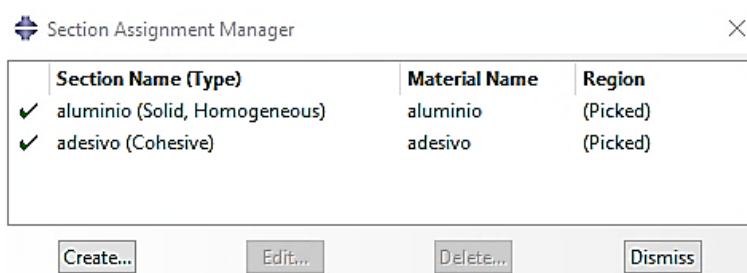 Section Assignment Manager
Section Name (Type) Material Name Region
aluminio (Solid, Homogeneous) aluminio (Picked)
adesivo (Cohesive) adesivo (Picked)
Create... Edit... Delete... Dismiss